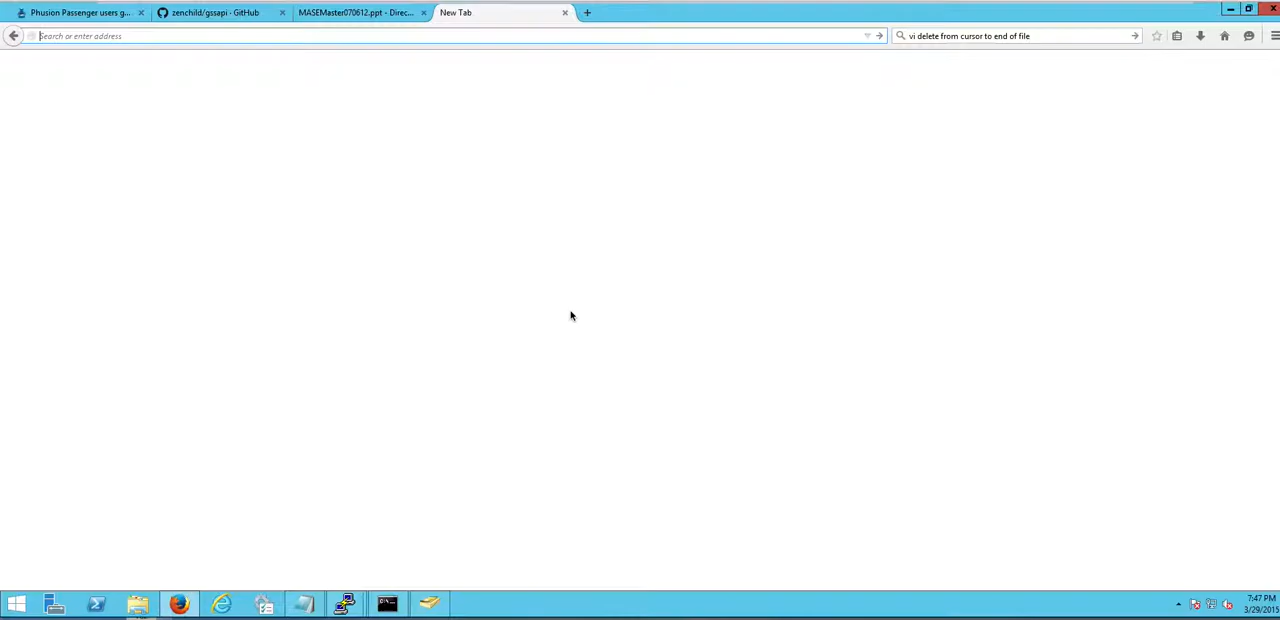 Phusion Passenger users g...
zenchild/gssapi · GitHub
MASEMaster070612.ppt - Direc...
New Tab
Search or enter address
vi delete from cursor to end of file
7:47 PM
3/29/2015